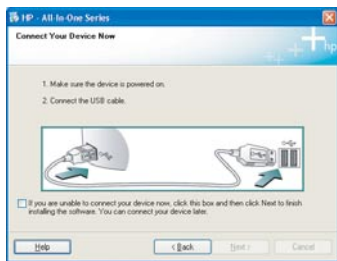 HP - All-In-One Series
Connect Your Device Now
hp
1. Make sure the device is powered on.
2. Connect the USB cable.
If you are unable to connect your device now, click this box and then click Next to finish
installing the software. You can connect your device later.
Help
< Back
Next >
Cancel